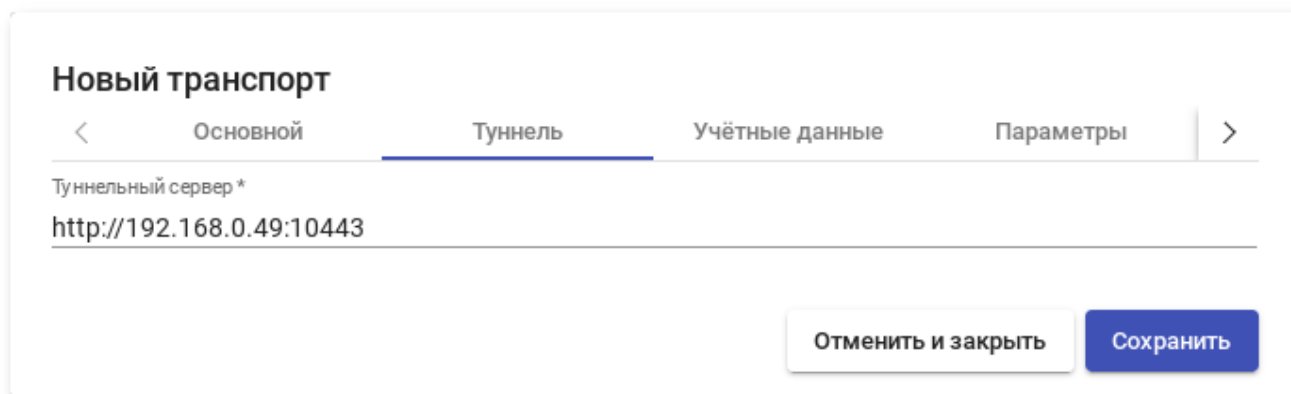 Новый транспорт
Основной Туннель Учётные данные Параметры
Туннельный сервер *
http://192.168.0.49:10443
Отменить и закрыть Сохранить